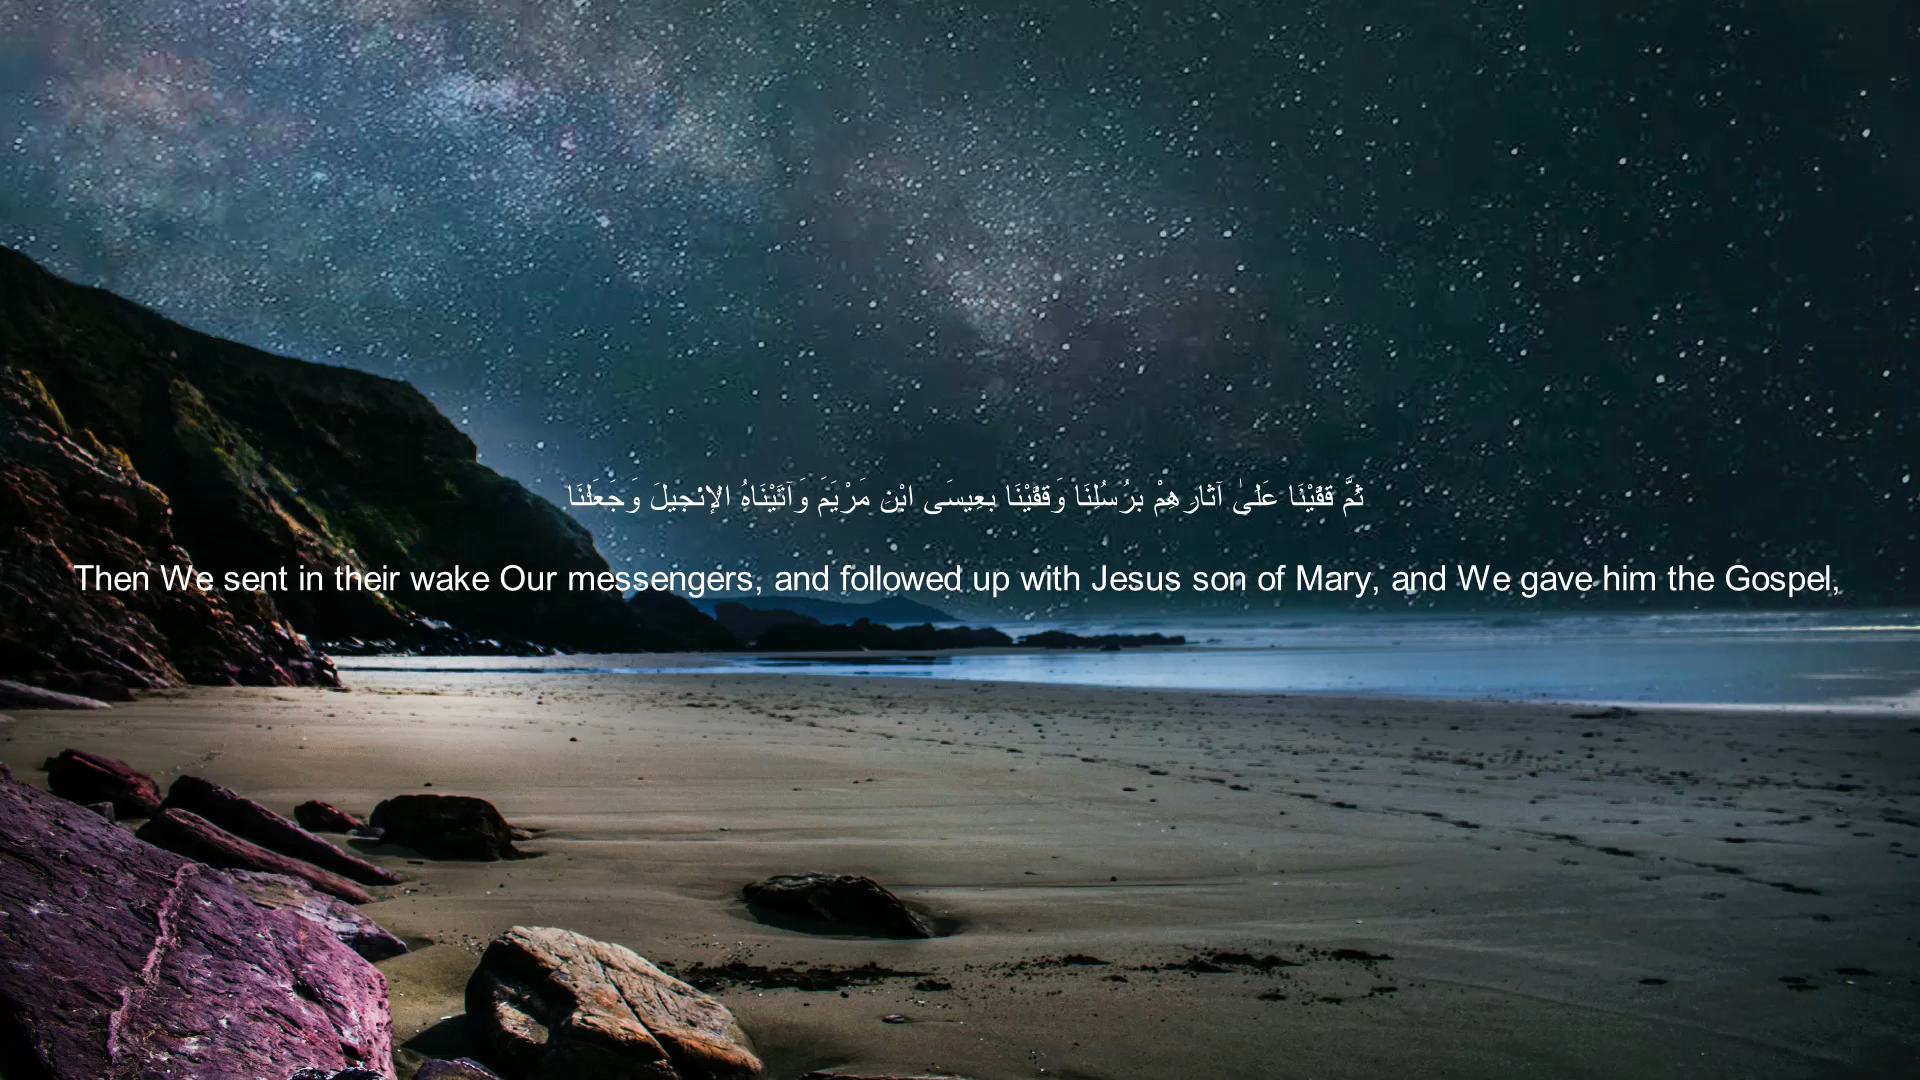 ثُمَّ قَفَّيْنَا عَلَىٰ آثَارِهِمْ بِرُسُلِنَا وَقَفَّيْنَا بِعِيسَى ابْنِ مَرْيَمَ وَآتَيْنَاهُ الإِنْجِيلَ وَجَعَلْنَا
Then We sent in their wake Our messengers, and followed up with Jesus son of Mary, and We gave him the Gospel,